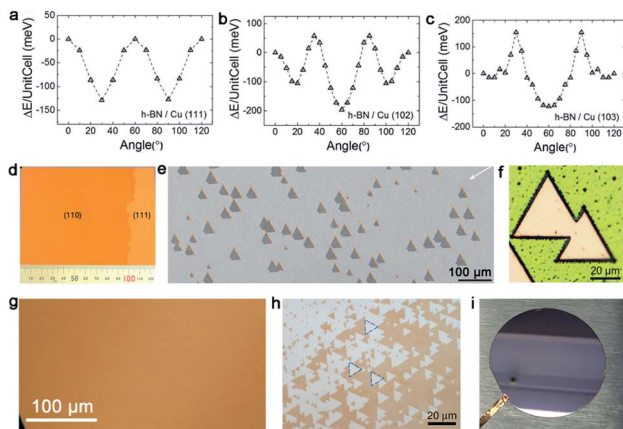 a
ΔE/UnitCell (meV)
0
-50
-100
-150
0 20 40 60 80 100 120
Angle(°)
h-BN / Cu (111)
b
ΔE/UnitCell (meV)
100
0
-100
-200
0 20 40 60 80 100 120
Angle(°)
h-BN / Cu (102)
c
ΔE/UnitCell (meV)
200
100
0
-100
-200
0 20 40 60 80 100 120
Angle(°)
h-BN / Cu (103)
d
(110)
(111)
50
100
e
100 µm
f
20 µm
g
100 µm
h
20 µm
i